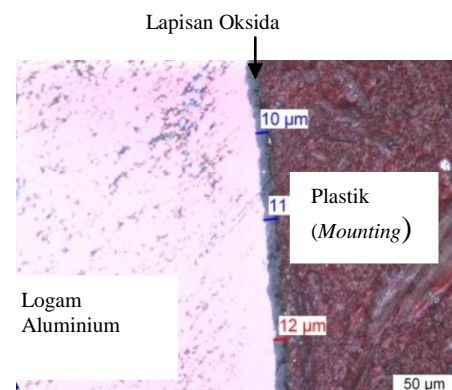 Lapisan Oksida
10 µm
11
Plastik
(Mounting)
Logam
Aluminium
12 µm
50 µm